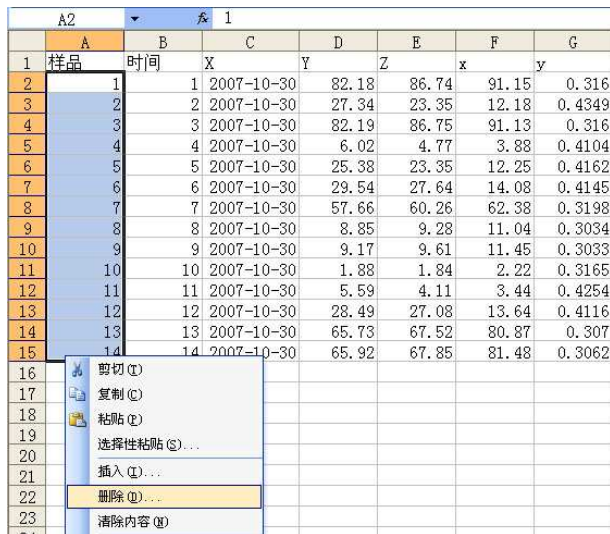 A2 fx 1
A B C D E F G
1 样品 时间 X Y Z x y
2 1 1 2007-10-30 82.18 86.74 91.15 0.316
3 2 2 2007-10-30 27.34 23.35 12.18 0.4349
4 3 3 2007-10-30 82.19 86.75 91.13 0.316
5 4 4 2007-10-30 6.02 4.77 3.88 0.4104
6 5 5 2007-10-30 25.38 23.35 12.25 0.4162
7 6 6 2007-10-30 29.54 27.64 14.08 0.4145
8 7 7 2007-10-30 57.66 60.26 62.38 0.3198
9 8 8 2007-10-30 8.85 9.28 11.04 0.3034
10 9 9 2007-10-30 9.17 9.61 11.45 0.3033
11 10 10 2007-10-30 1.88 1.84 2.22 0.3165
12 11 11 2007-10-30 5.59 4.11 3.44 0.4254
13 12 12 2007-10-30 28.49 27.08 13.64 0.4116
14 13 13 2007-10-30 65.73 67.52 80.87 0.307
15 14 14 2007-10-30 65.92 67.85 81.48 0.3062
16 剪切(T)
17 复制(C)
18 粘贴(P)
19 选择性粘贴(S)...
20
21 插入(I)...
22 删除(D)...
23 清除内容(N)